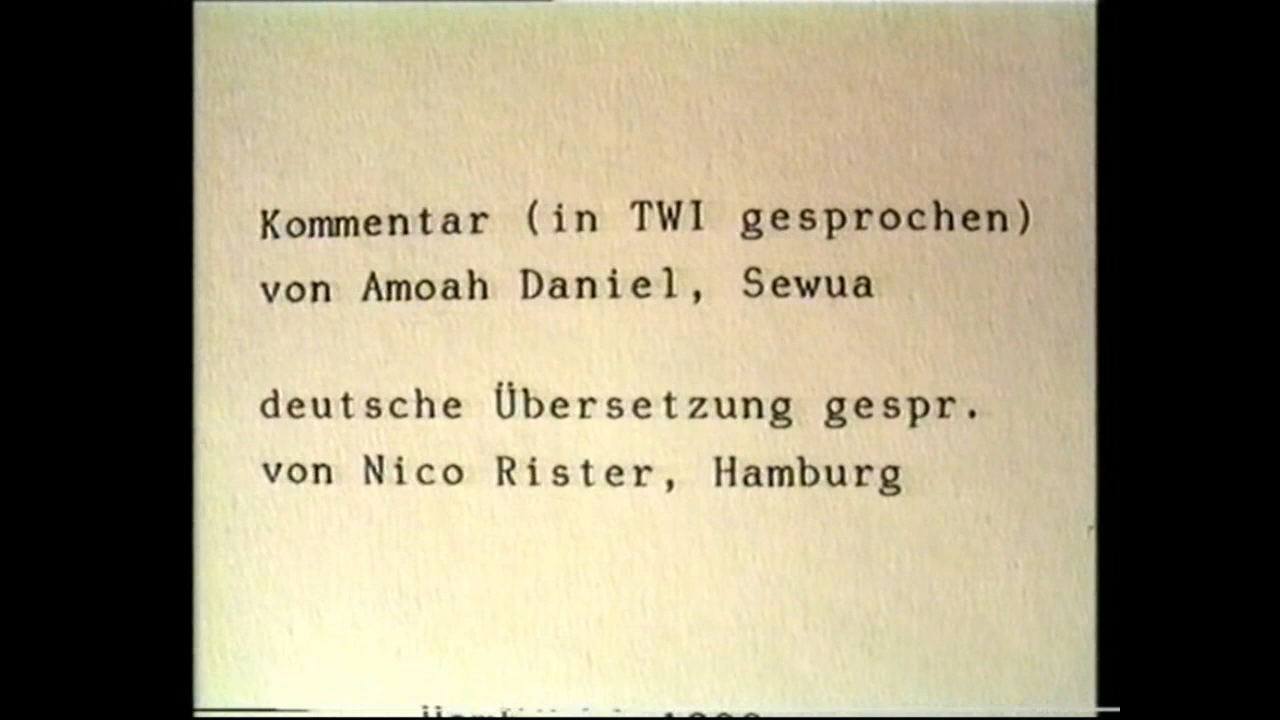 Kommentar (in TWI gesprochen)
von Amoah Daniel, Sewua
deutsche Übersetzung gespr.
von Nico Rister, Hamburg